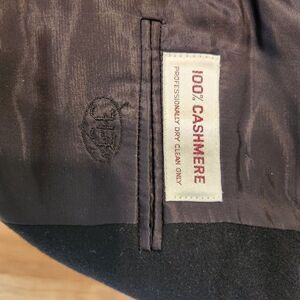 100% CASHMERE
PROFESSIONALLY DRY CLEAN ONLY